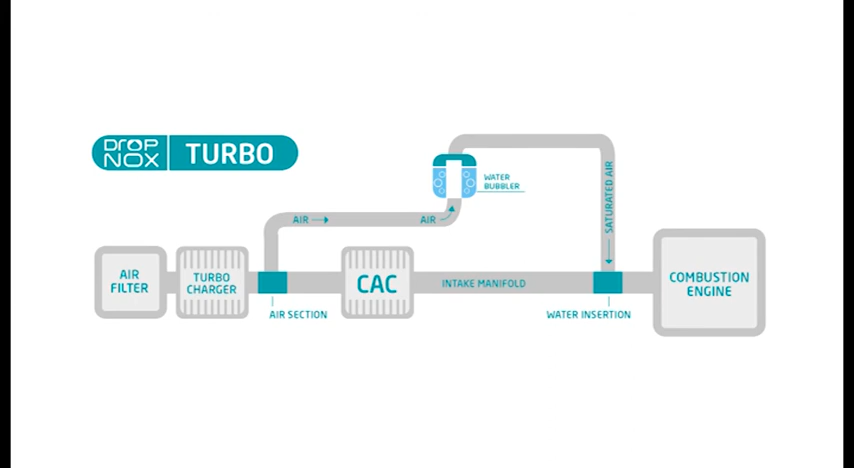 DROP
NOX
TURBO
WATER
BUBBLER
AIR
AIR
SATURATED AIR
AIR
FILTER
TURBO
CHARGER
CAC
INTAKE MANIFOLD
COMBUSTION
ENGINE
AIR SECTION
WATER INSERTION